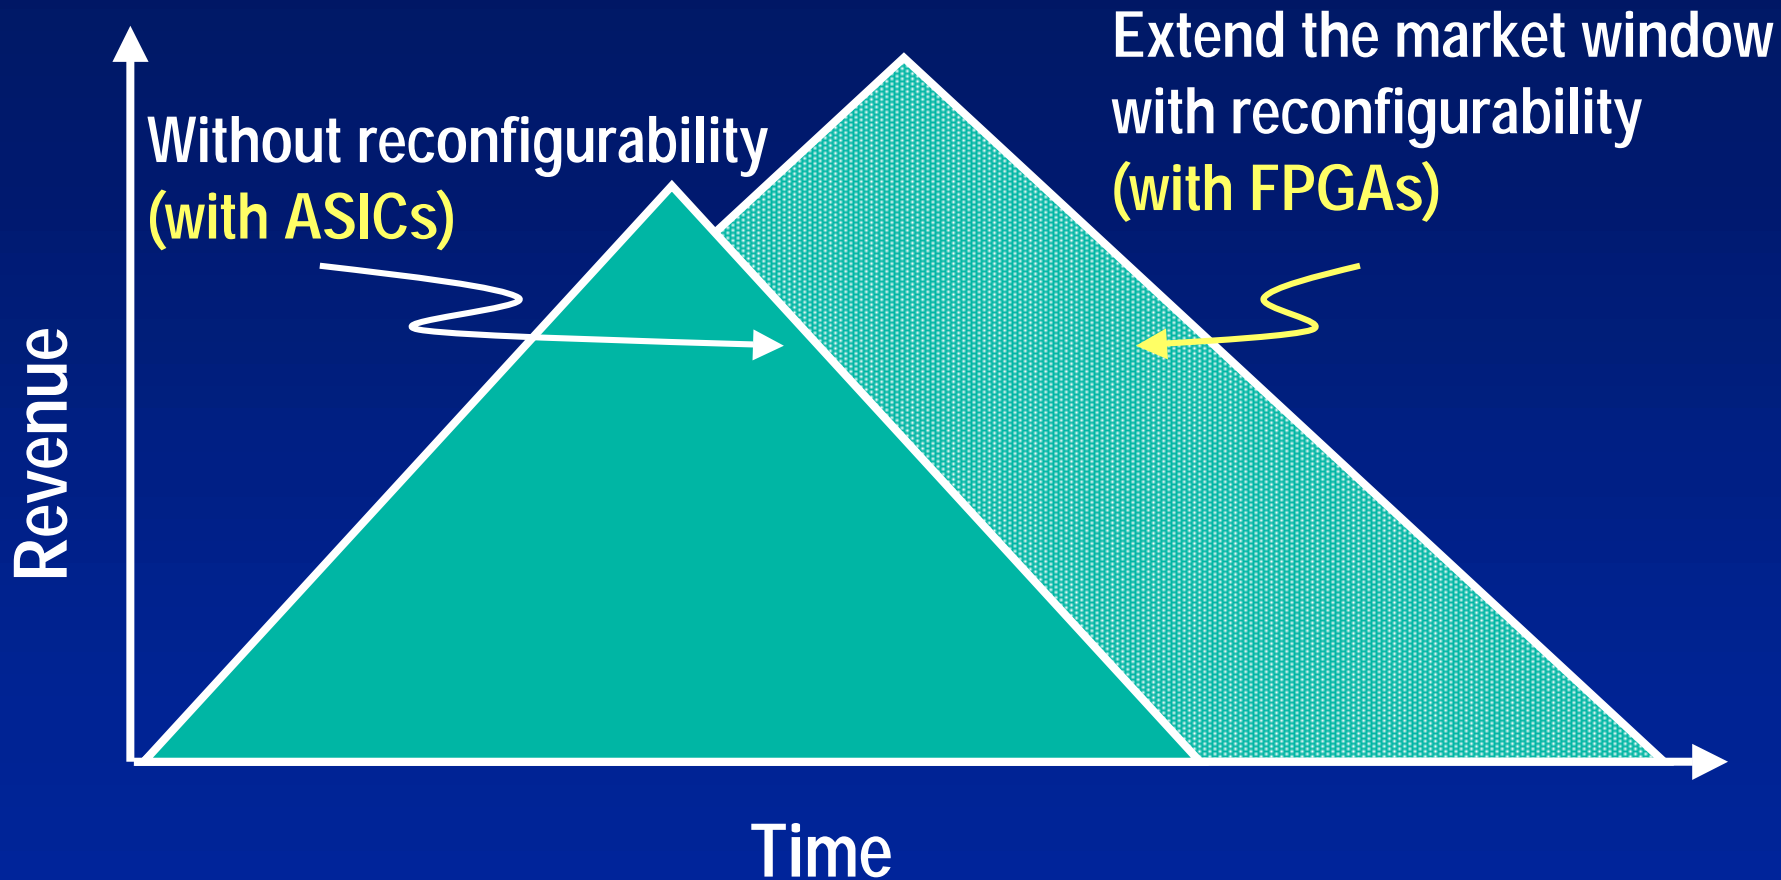 Extend the market window
with reconfigurability
(with FPGAs)
Without reconfigurability
(with ASICs)
Revenue
Time